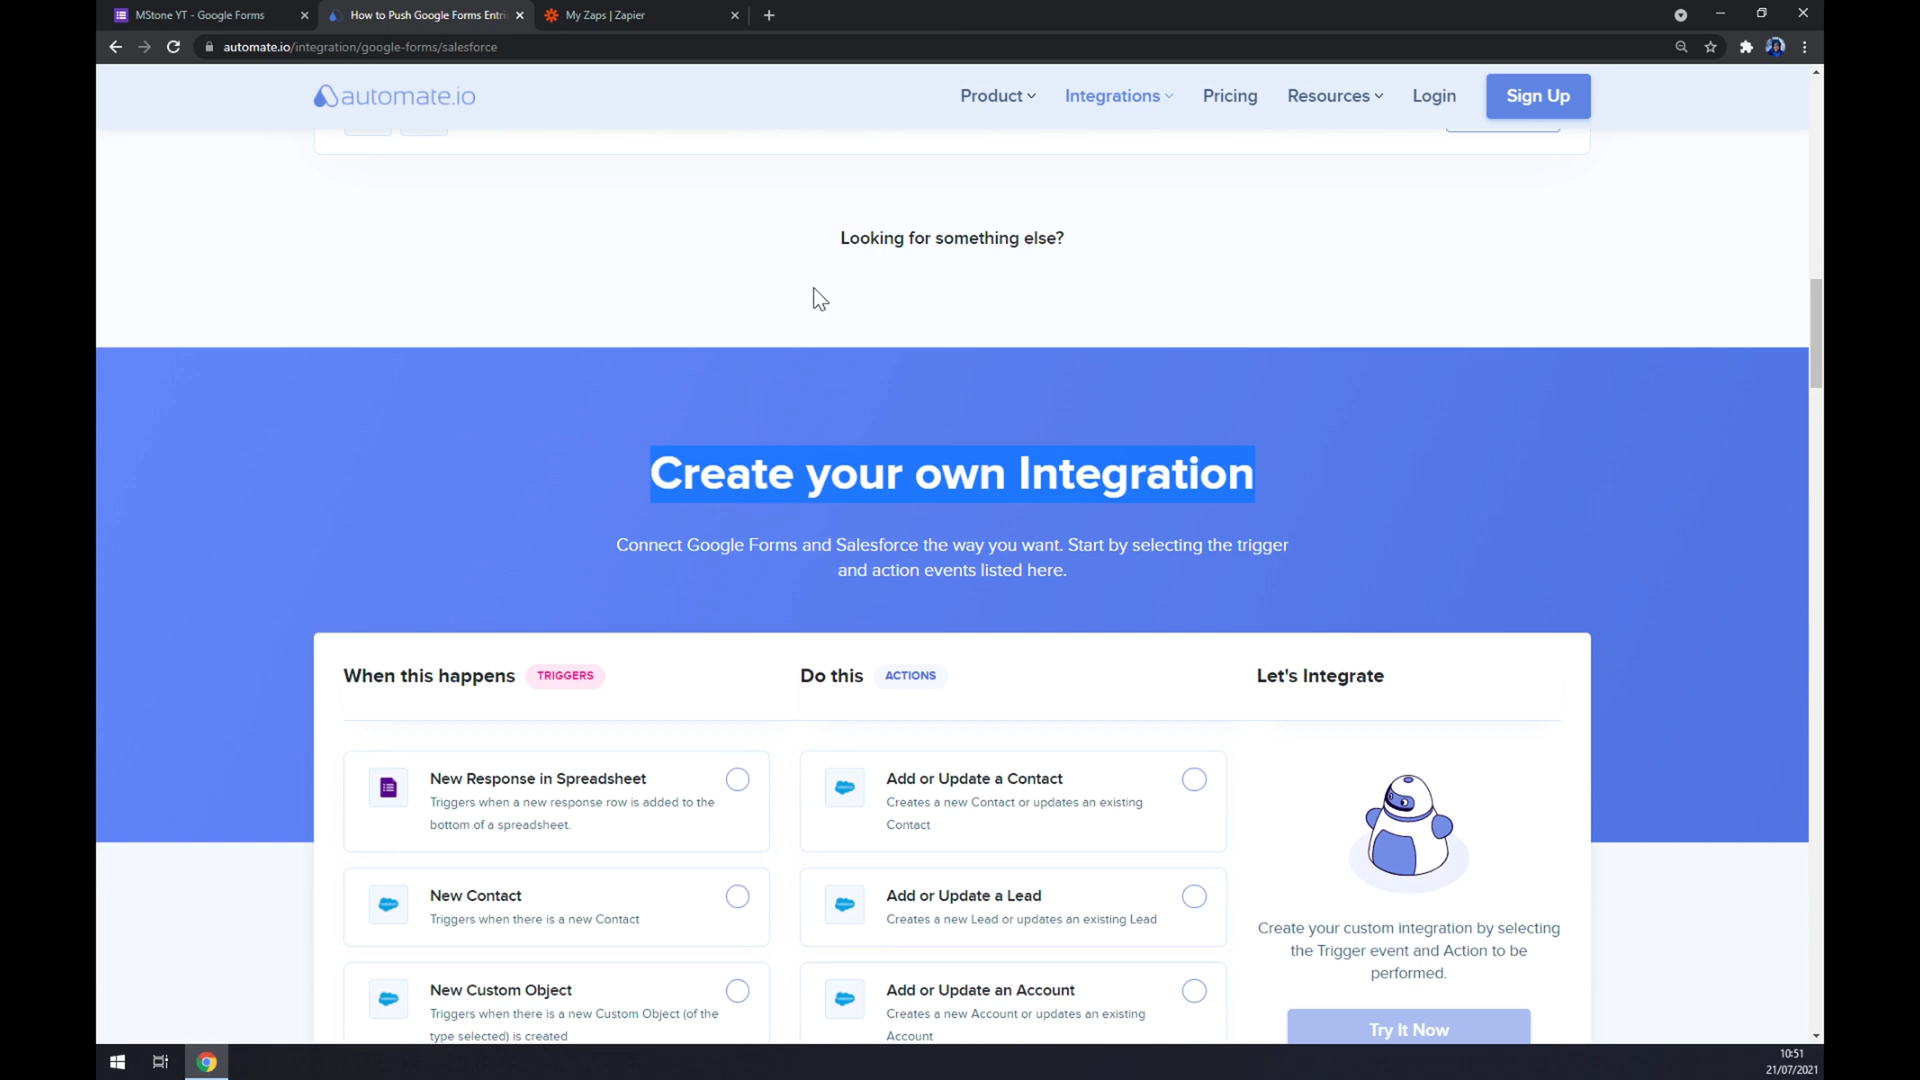 MStone YT - Google Forms
How to Push Google Forms Entri
My Zaps | Zapier
automate.io/integration/google-forms/salesforce
automate.io
Product
Integrations
Pricing
Resources
Login
Sign Up
Looking for something else?
Create your own Integration
Connect Google Forms and Salesforce the way you want. Start by selecting the trigger
and action events listed here.
When this happens
TRIGGERS
Do this
ACTIONS
Let's Integrate
New Response in Spreadsheet
Triggers when a new response row is added to the
bottom of a spreadsheet.
Add or Update a Contact
Creates a new Contact or updates an existing
Contact
New Contact
Triggers when there is a new Contact
Add or Update a Lead
Creates a new Lead or updates an existing Lead
Create your custom integration by selecting
the Trigger event and Action to be
performed.
New Custom Object
Triggers when there is a new Custom Object (of the
type selected) is created
Add or Update an Account
Creates a new Account or updates an existing
Account
Try It Now
10:51
21/07/2021